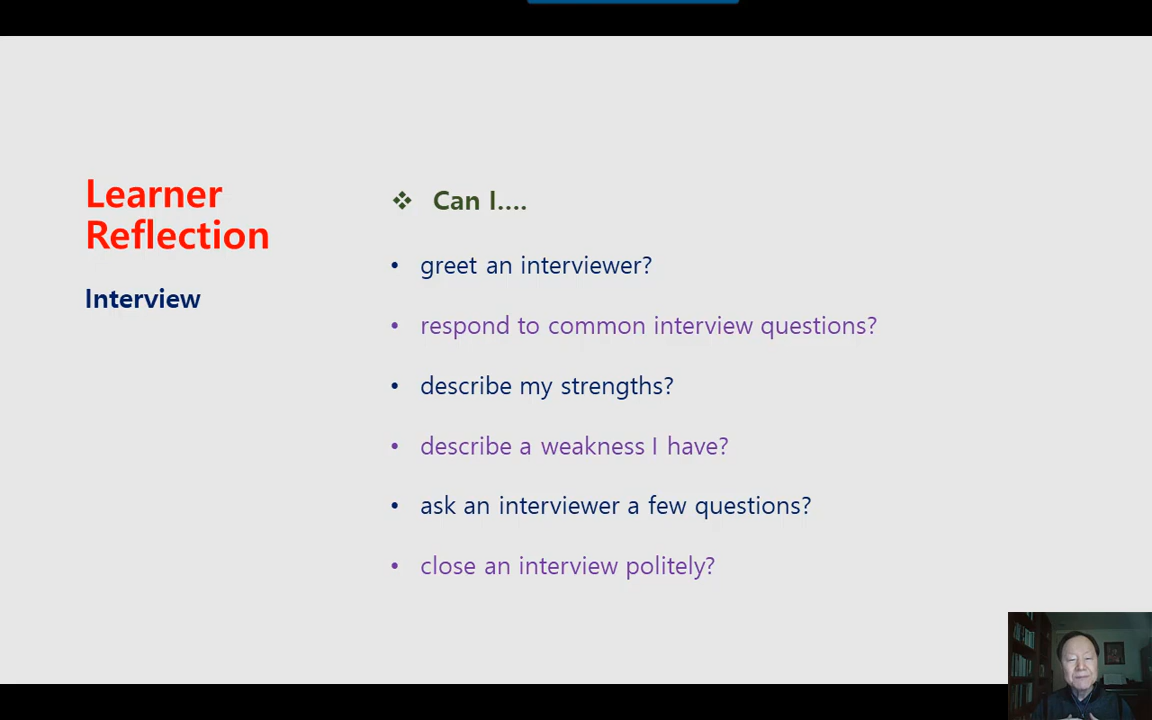 Learner
Reflection
Interview
❖ Can I....
• greet an interviewer?
• respond to common interview questions?
• describe my strengths?
• describe a weakness I have?
• ask an interviewer a few questions?
• close an interview politely?